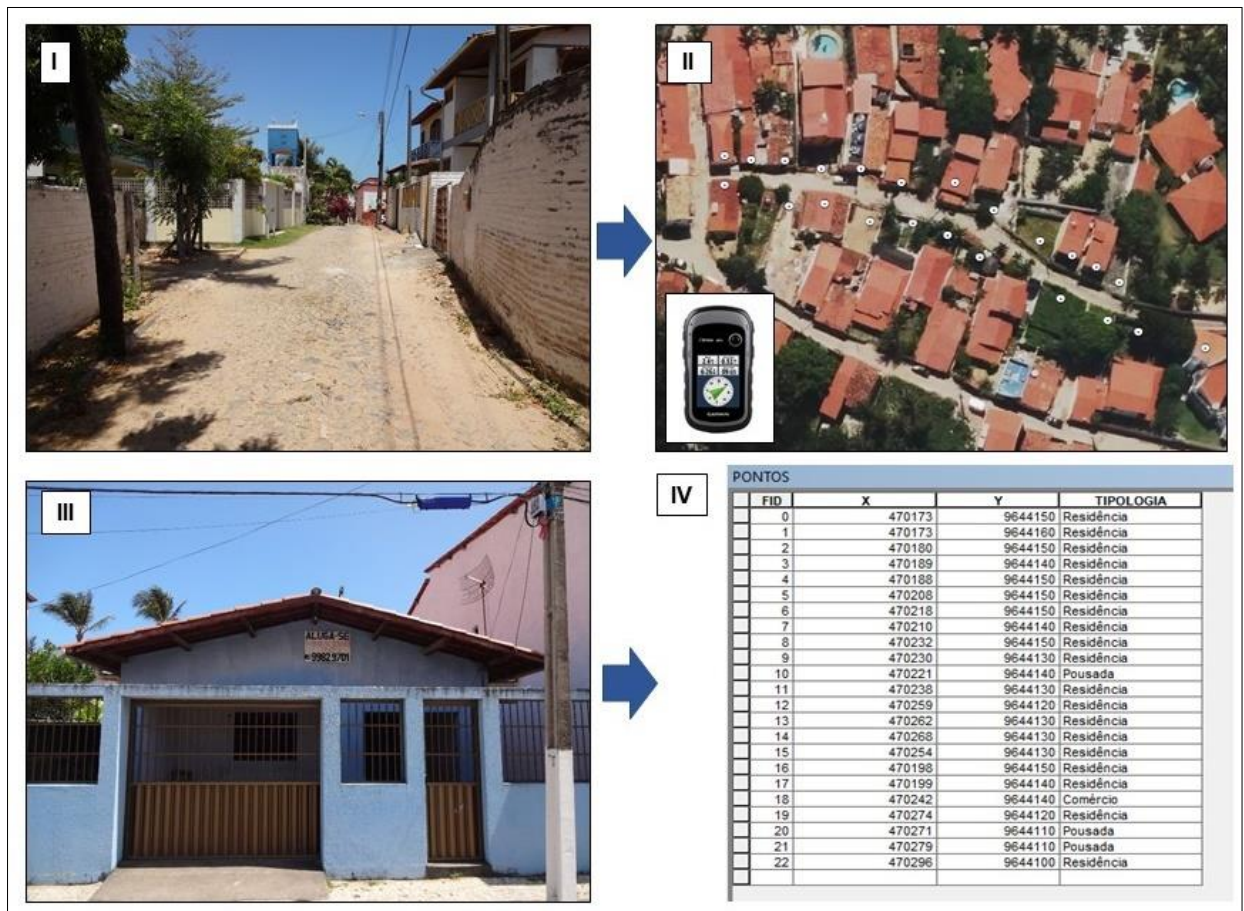 I
II
III
ALUGA-SE
9982.9701
IV
PONTOS
FID X Y TIPOLOGIA
0 470173 9644150 Residência
1 470173 9644160 Residência
2 470180 9644150 Residência
3 470189 9644140 Residência
4 470188 9644150 Residência
5 470208 9644150 Residência
6 470218 9644150 Residência
7 470210 9644140 Residência
8 470232 9644150 Residência
9 470230 9644130 Residência
10 470221 9644140 Pousada
11 470238 9644130 Residência
12 470259 9644120 Residência
13 470262 9644130 Residência
14 470268 9644130 Residência
15 470254 9644130 Residência
16 470198 9644150 Residência
17 470199 9644140 Residência
18 470242 9644140 Comércio
19 470274 9644120 Residência
20 470271 9644110 Pousada
21 470279 9644110 Pousada
22 470296 9644100 Residência